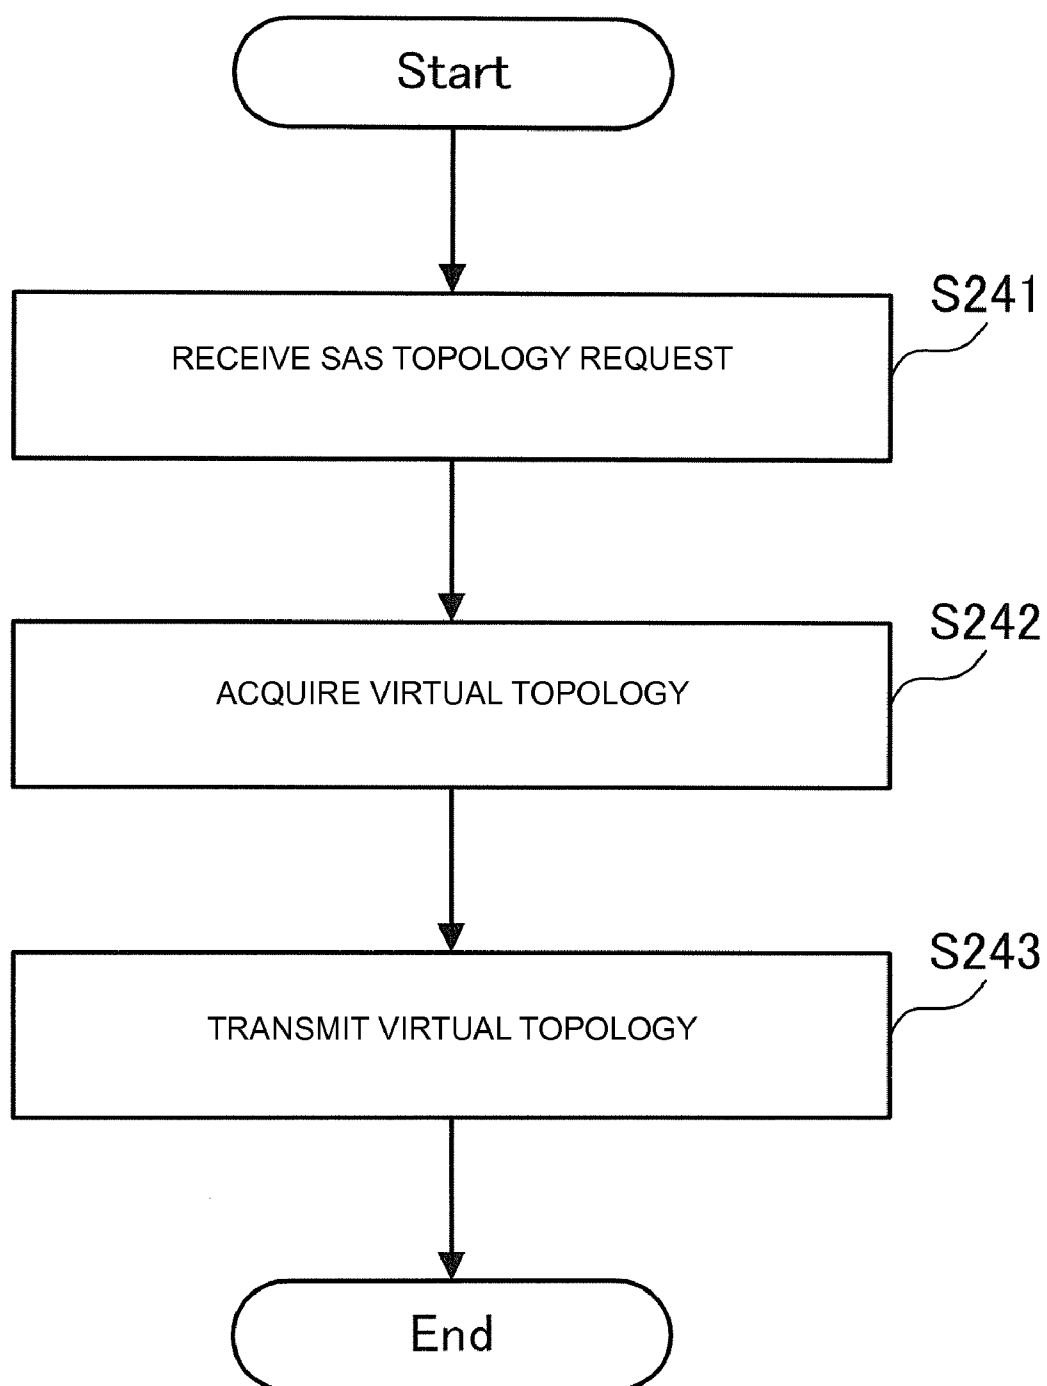 Start
S241
RECEIVE SAS TOPOLOGY REQUEST
S242
ACQUIRE VIRTUAL TOPOLOGY
S243
TRANSMIT VIRTUAL TOPOLOGY
End